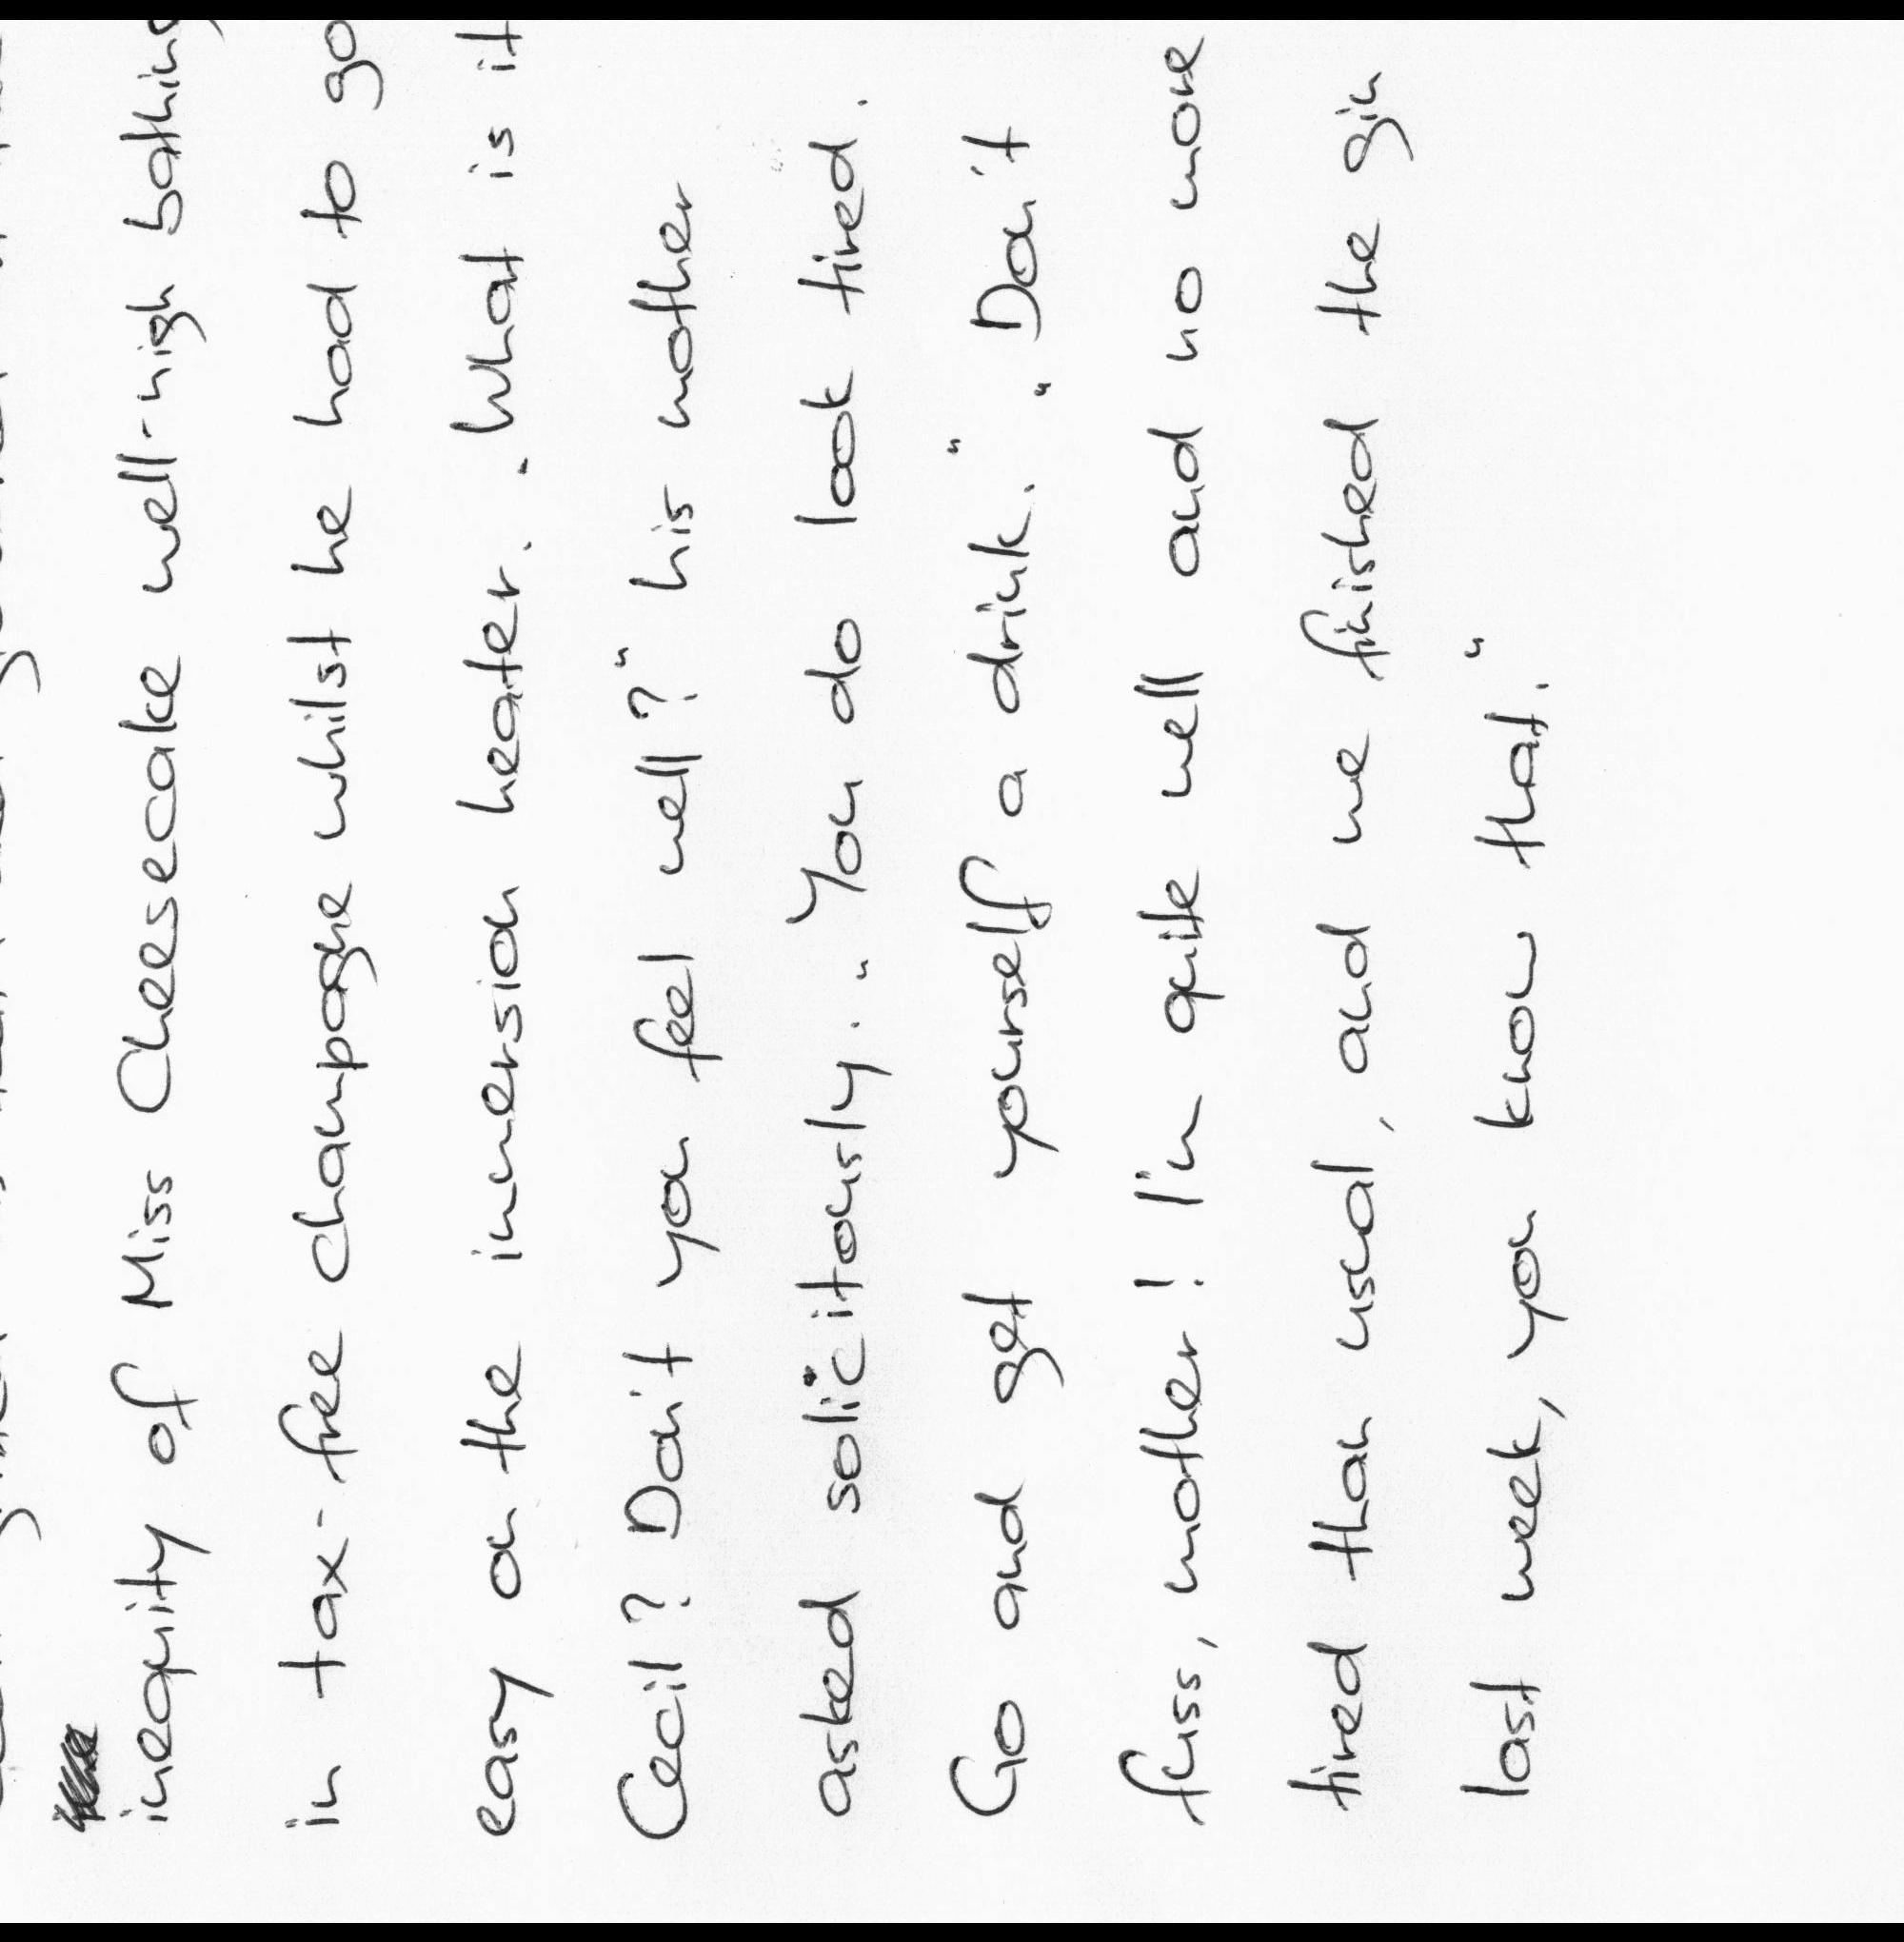 inequity of Miss Cheesecake well-nigh bathing
in tax-free champagne whilst he had to go
easy on the immersion heater. "What is it
Cecil? Don't you feel well?" his mother
asked solicitously. "You do look tired.
Go and get yourself a drink." "Don't
fuss, mother! I'm quite well and no more
tired than usual, and we finished the gin
last week, you know that."